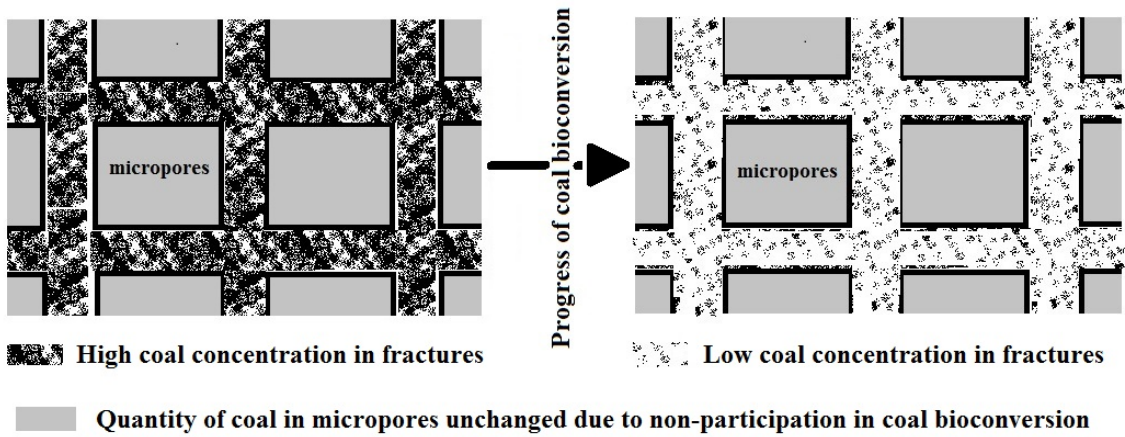 micropores
Progress of coal bioconversion
micropores
High coal concentration in fractures
Low coal concentration in fractures
Quantity of coal in micropores unchanged due to non-participation in coal bioconversion